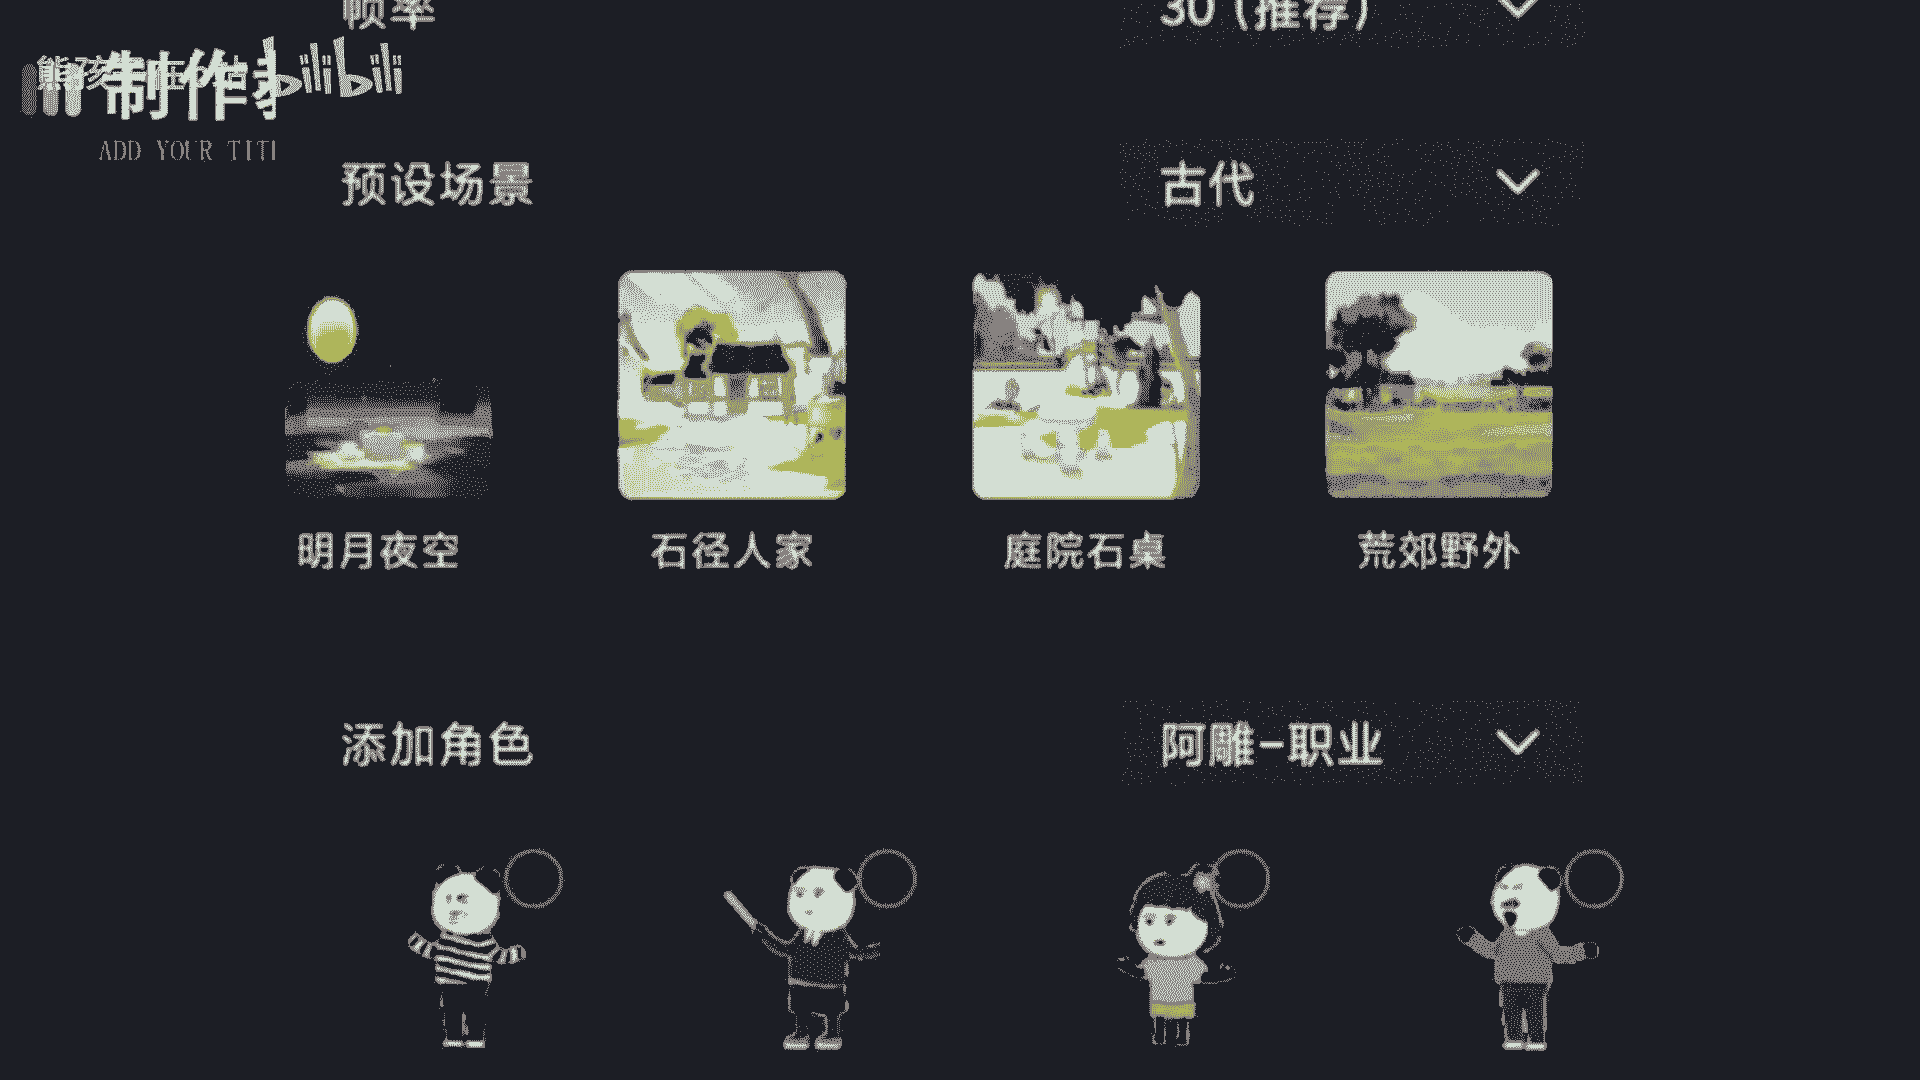 帧率
30（推荐）
bilibili
制作
ADD YOUR TITL
预设场景
古代
明月夜空
石径人家
庭院石桌
荒郊野外
添加角色
阿雕-职业